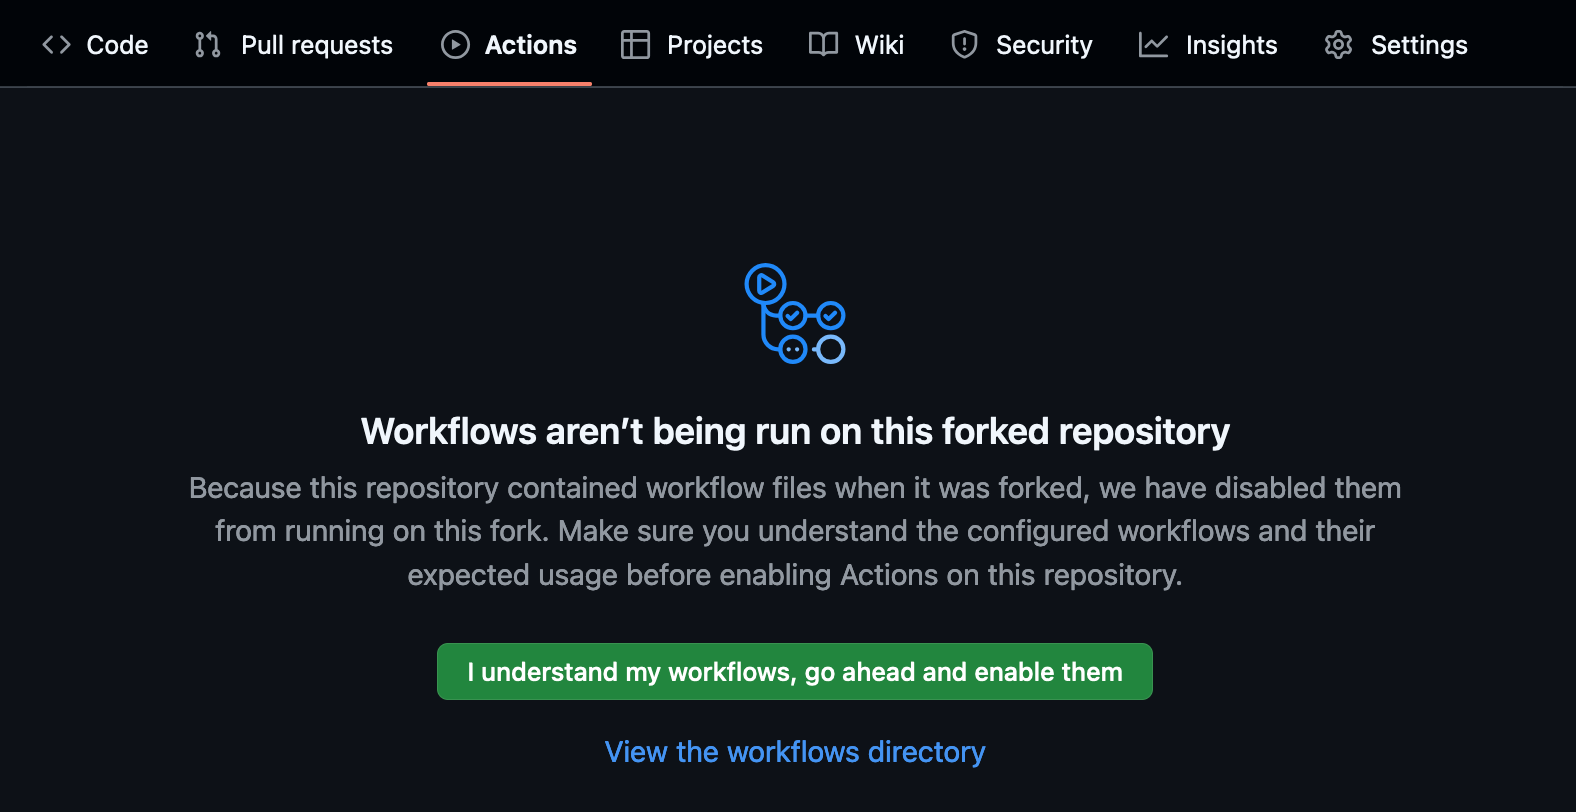 Code Pull requests Actions Projects Wiki Security Insights Settings
Workflows aren’t being run on this forked repository
Because this repository contained workflow files when it was forked, we have disabled them
from running on this fork. Make sure you understand the configured workflows and their
expected usage before enabling Actions on this repository.
I understand my workflows, go ahead and enable them
View the workflows directory